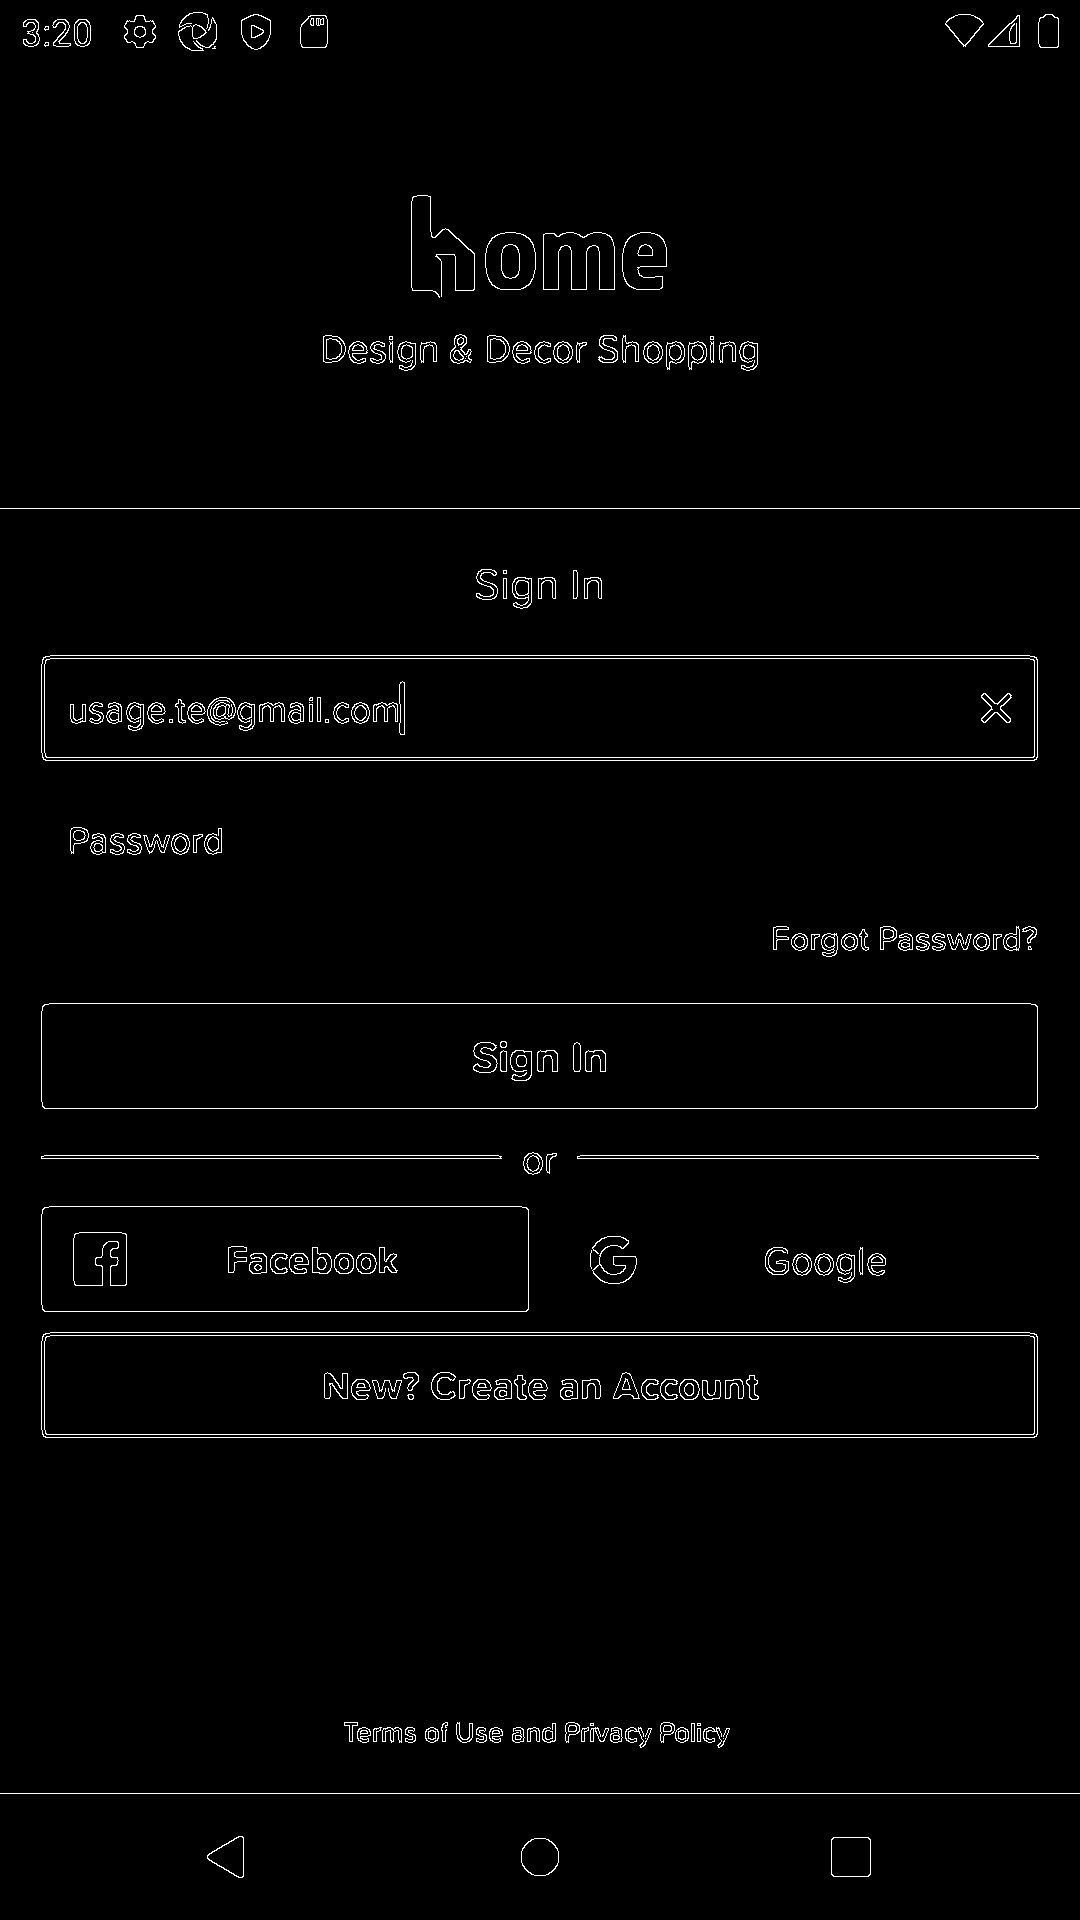 3:20
home
Design & Decor Shopping
Sign In
usage.te@gmail.com
Password
Forgot Password?
Sign In
or
Facebook
Google
New? Create an Account
Terms of Use and Privacy Policy